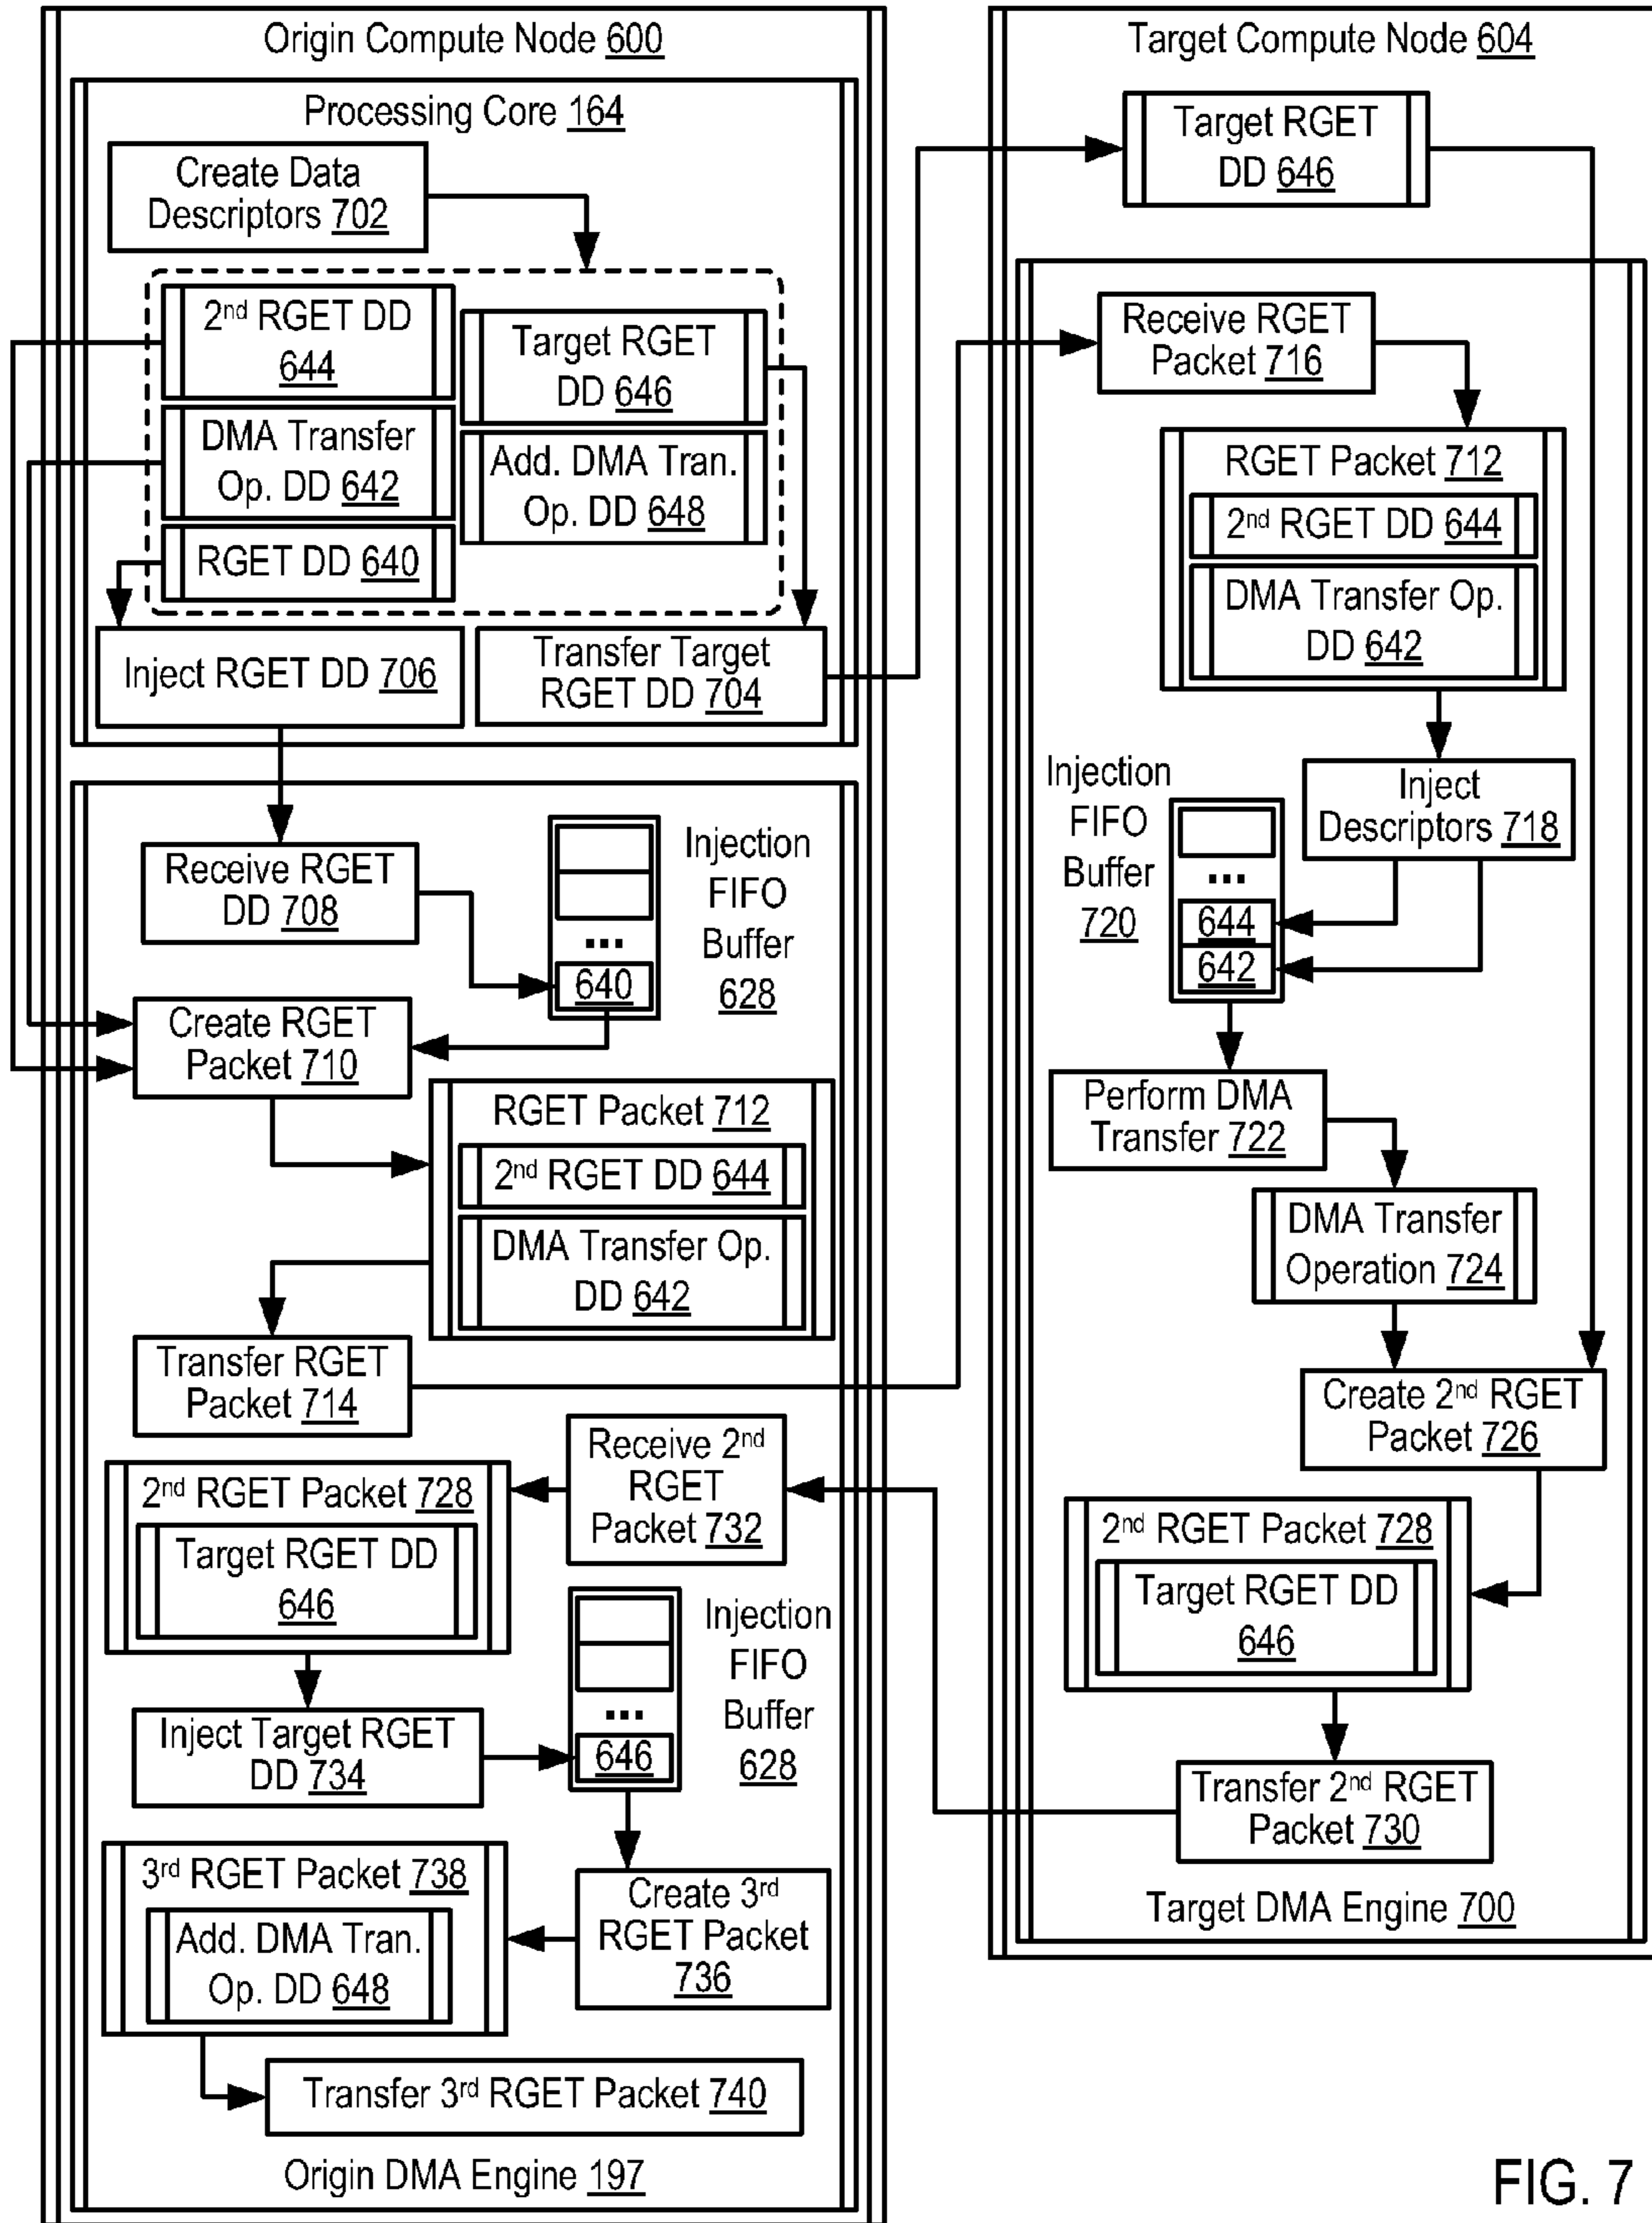 Origin Compute Node 600
Processing Core 164
Create Data
Descriptors 702
2nd RGET DD
644
DMA Transfer
Op. DD 642
RGET DD 640
Target RGET
DD 646
Add. DMA Tran.
Op. DD 648
Inject RGET DD 706
Transfer Target
RGET DD 704
Receive RGET
DD 708
...
640
Injection
FIFO
Buffer
628
Create RGET
Packet 710
RGET Packet 712
2nd RGET DD 644
DMA Transfer Op.
DD 642
Transfer RGET
Packet 714
Receive 2nd
RGET
Packet 732
2nd RGET Packet 728
Target RGET DD
646
Inject Target RGET
DD 734
...
646
Injection
FIFO
Buffer
628
Create 3rd
RGET Packet
736
3rd RGET Packet 738
Add. DMA Tran.
Op. DD 648
Transfer 3rd RGET Packet 740
Origin DMA Engine 197
Target Compute Node 604
Target RGET
DD 646
Receive RGET
Packet 716
RGET Packet 712
2nd RGET DD 644
DMA Transfer Op.
DD 642
Inject
Descriptors 718
Injection
FIFO
Buffer
720
...
644
642
Perform DMA
Transfer 722
DMA Transfer
Operation 724
Create 2nd RGET
Packet 726
2nd RGET Packet 728
Target RGET DD
646
Transfer 2nd RGET
Packet 730
Target DMA Engine 700
FIG. 7